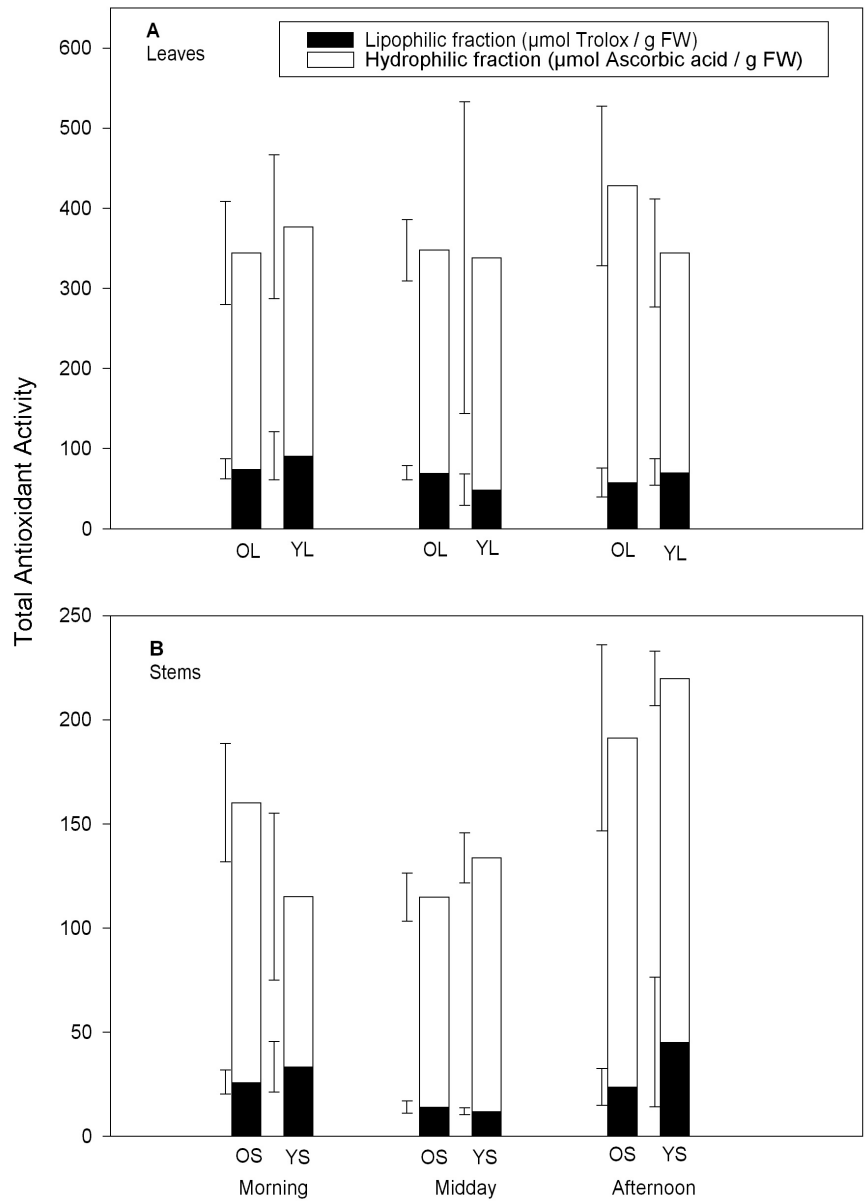 A
Leaves
Lipophilic fraction (µmol Trolox / g FW)
Hydrophilic fraction (µmol Ascorbic acid / g FW)
600
500
400
300
200
100
0
OL YL OL YL OL YL
Total Antioxidant Activity
B
Stems
250
200
150
100
50
0
OS YS OS YS OS YS
Morning Midday Afternoon